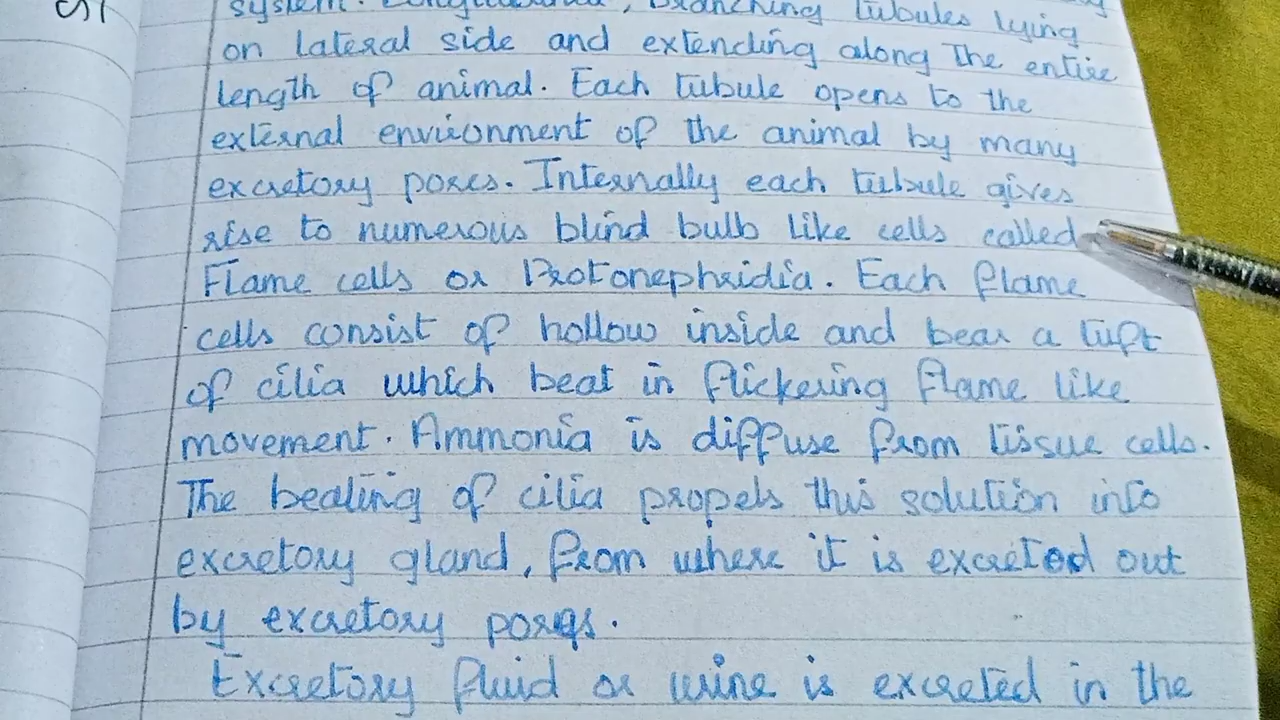 system. branching tubules lying
on lateral side and extending along the entire
length of animal. Each tubule opens to the
external environment of the animal by many
excretory pores. Internally each tubule gives
rise to numerous blind bulb like cells called
Flame cells or Protonephridia. Each flame
cells consist of hollow inside and bear a tuft
of cilia which beat in flickering flame like
movement. Ammonia is diffuse from tissue cells.
The beating of cilia propels this solution into
excretory gland, from where it is excreted out
by excretory pores.
Excretory fluid or urine is excreted in the